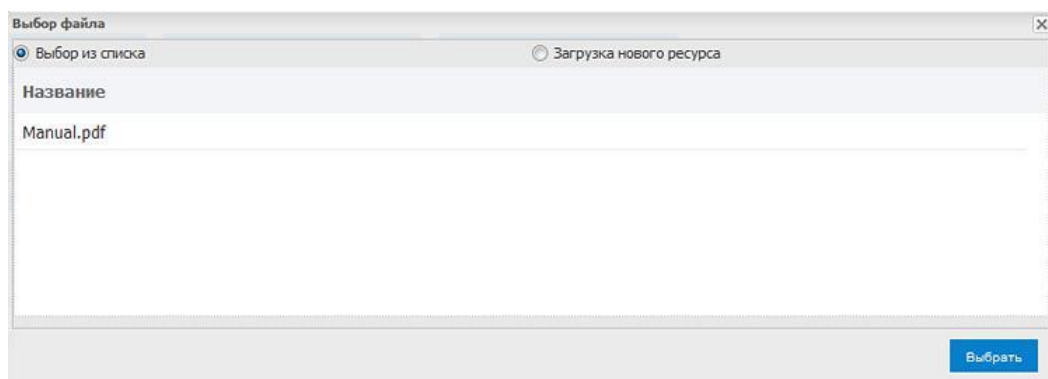 Выбор файла
Выбор из списка
Загрузка нового ресурса
Название
Manual.pdf
Выбрать